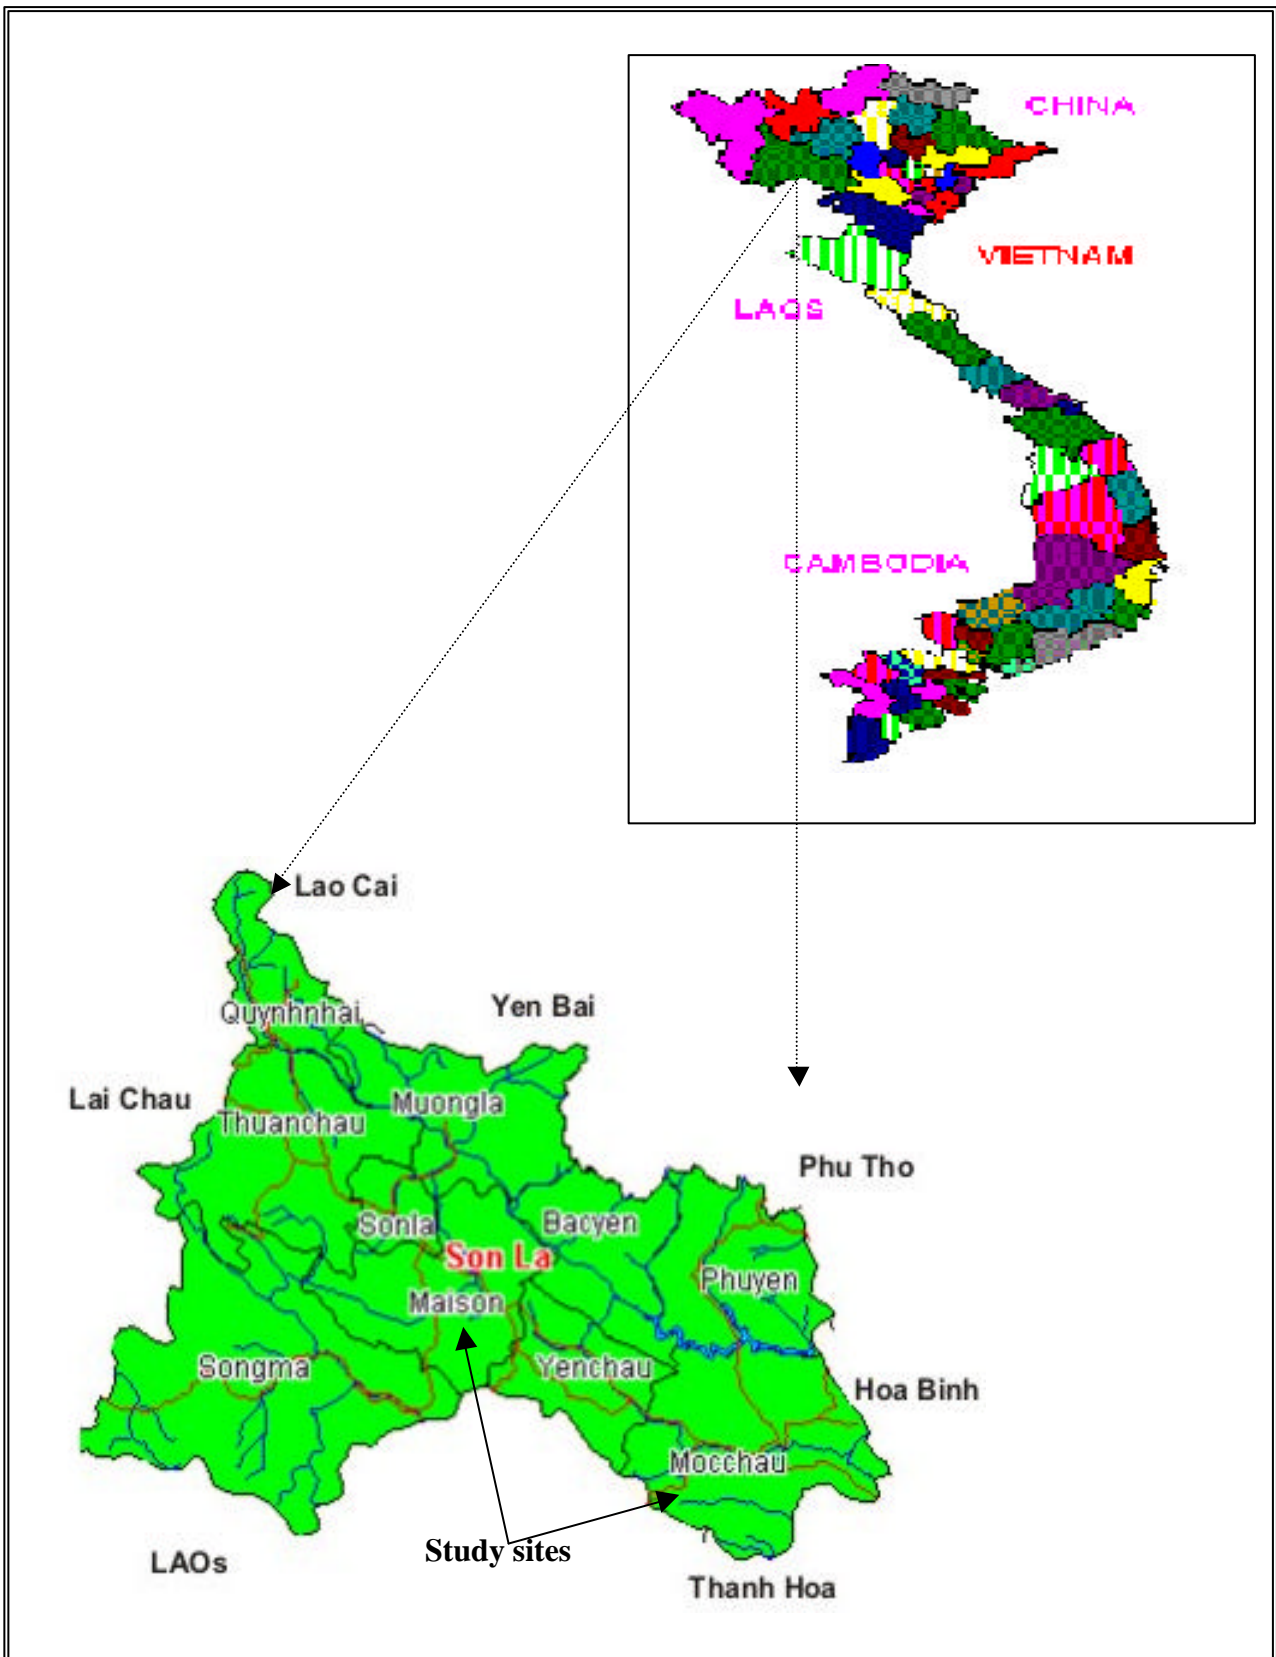 CHINA
VIETNAM
LAOS
CAMBODIA
Lao Cai
Quynhnhai
Yen Bai
Lai Chau
Muongla
Thuanchau
Phu Tho
Sonla
Bacyen
Son La
Phuyen
Maison
Songma
Yenchau
Hoa Binh
Mocchau
Study sites
LAOs
Thanh Hoa